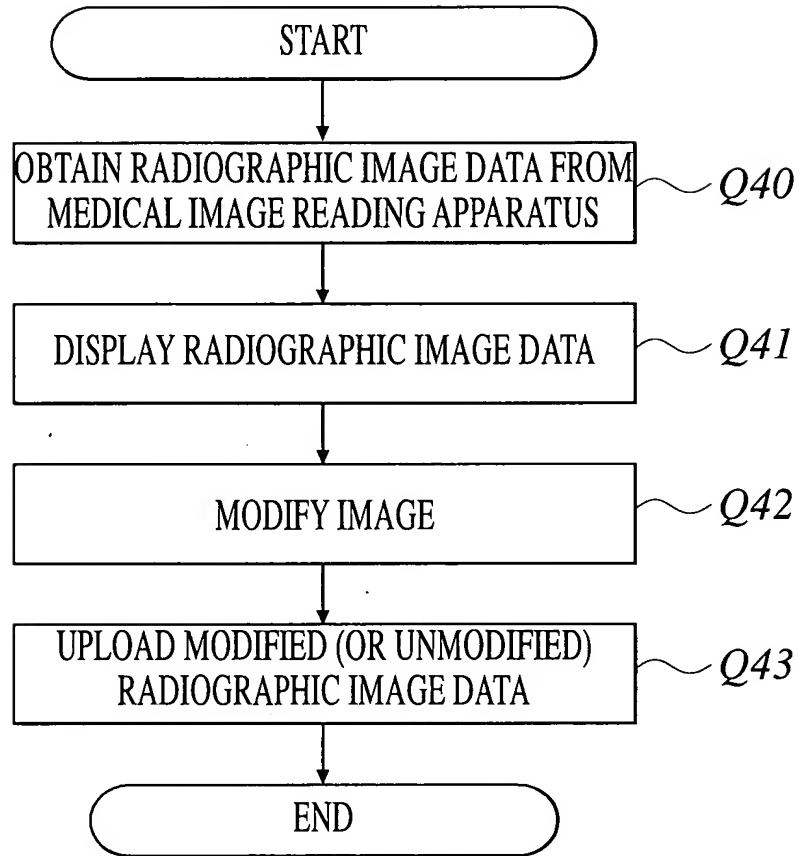 START
OBTAIN RADIOGRAPHIC IMAGE DATA FROM
MEDICAL IMAGE READING APPARATUS
Q40
DISPLAY RADIOGRAPHIC IMAGE DATA
Q41
MODIFY IMAGE
Q42
UPLOAD MODIFIED (OR UNMODIFIED)
RADIOGRAPHIC IMAGE DATA
Q43
END